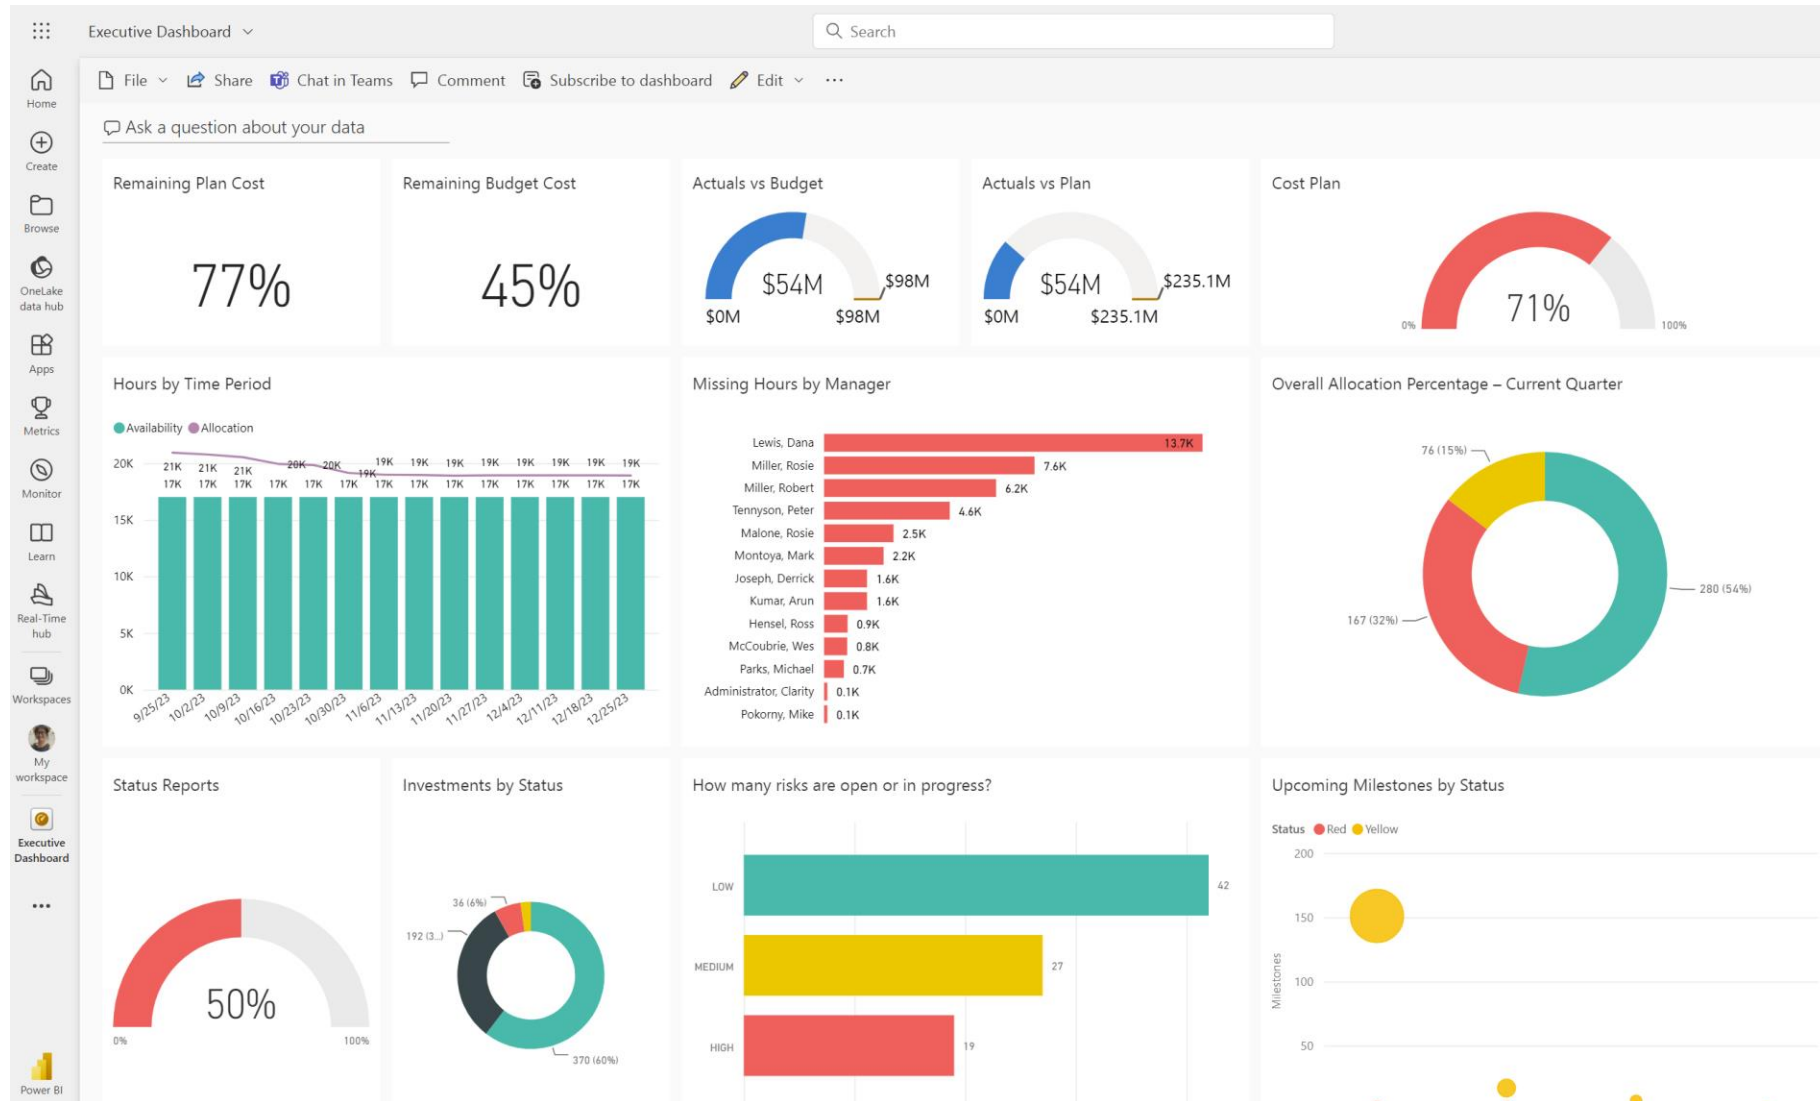 Executive Dashboard
Search
Home
Create
Browse
OneLake
data hub
Apps
Metrics
Monitor
Learn
Real-Time
hub
Workspaces
My
workspace
Executive
Dashboard
Power BI
File Share Chat in Teams Comment Subscribe to dashboard Edit ...
Ask a question about your data
Remaining Plan Cost
77%
Remaining Budget Cost
45%
Actuals vs Budget
$54M
$98M
$0M $98M
Actuals vs Plan
$54M
$235.1M
$0M $235.1M
Cost Plan
71%
0% 100%
Hours by Time Period
Availability Allocation
20K
15K
10K
5K
0K
21K 21K 21K 20K 20K 19K 19K 19K 19K 19K 19K 19K 19K 19K
17K 17K 17K 17K 17K 17K 17K 17K 17K 17K 17K 17K 17K 17K
9/25/23 10/2/23 10/9/23 10/16/23 10/23/23 10/30/23 11/6/23 11/13/23 11/20/23 11/27/23 12/4/23 12/11/23 12/18/23 12/25/23
Missing Hours by Manager
Lewis, Dana 13.7K
Miller, Rosie 7.6K
Miller, Robert 6.2K
Tennyson, Peter 4.6K
Malone, Rosie 2.5K
Montoya, Mark 2.2K
Joseph, Derrick 1.6K
Kumar, Arun 1.6K
Hensel, Ross 0.9K
McCoubrie, Wes 0.8K
Parks, Michael 0.7K
Administrator, Clarity 0.1K
Pokorny, Mike 0.1K
Overall Allocation Percentage – Current Quarter
76 (15%)
280 (54%)
167 (32%)
Status Reports
50%
0% 100%
Investments by Status
36 (6%)
192 (3...)
370 (60%)
How many risks are open or in progress?
LOW 42
MEDIUM 27
HIGH 19
Upcoming Milestones by Status
Status Red Yellow
Milestones
200
150
100
50